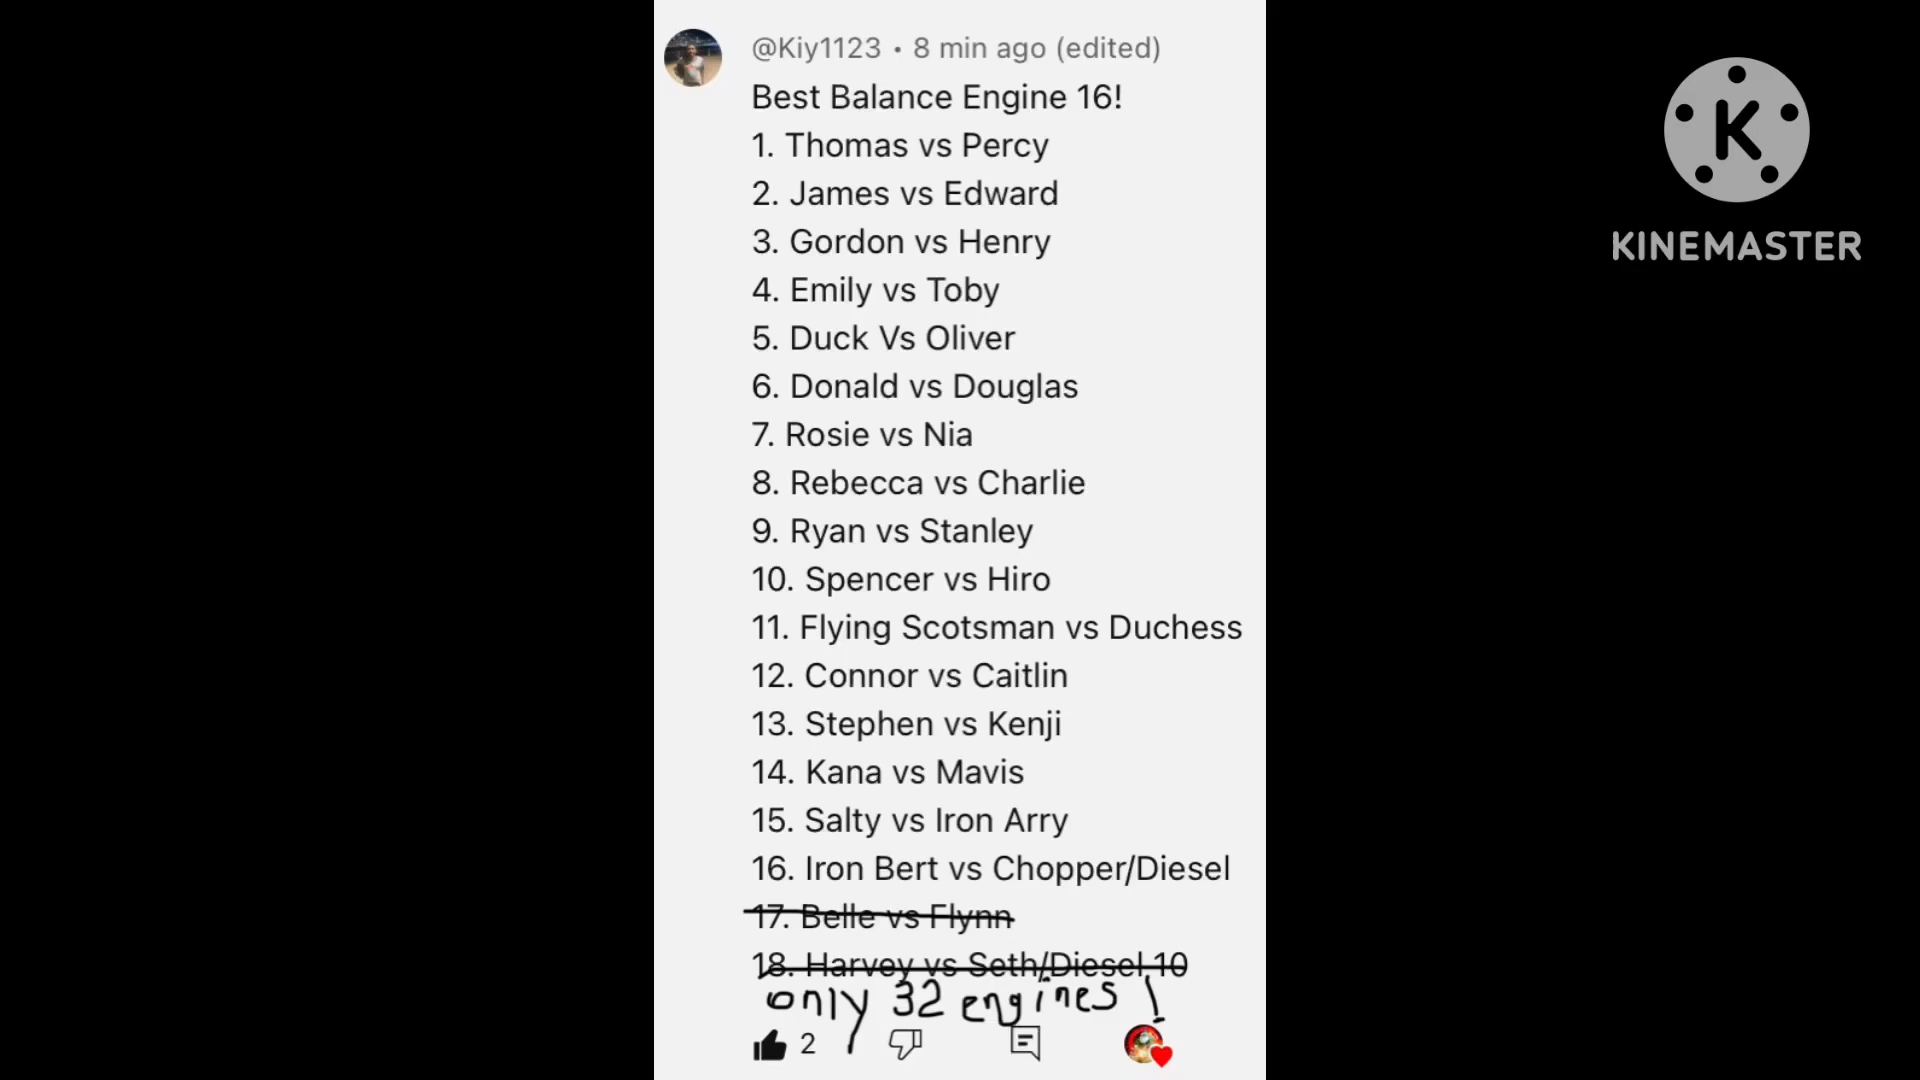 @Kiy1123 • 8 min ago (edited)
Best Balance Engine 16!
1. Thomas vs Percy
2. James vs Edward
3. Gordon vs Henry
4. Emily vs Toby
5. Duck Vs Oliver
6. Donald vs Douglas
7. Rosie vs Nia
8. Rebecca vs Charlie
9. Ryan vs Stanley
10. Spencer vs Hiro
11. Flying Scotsman vs Duchess
12. Connor vs Caitlin
13. Stephen vs Kenji
14. Kana vs Mavis
15. Salty vs Iron Arry
16. Iron Bert vs Chopper/Diesel
17. Belle vs Flynn
18. Harvey vs Seth/Diesel 10
only 32 engines !
2
K
KINEMASTER